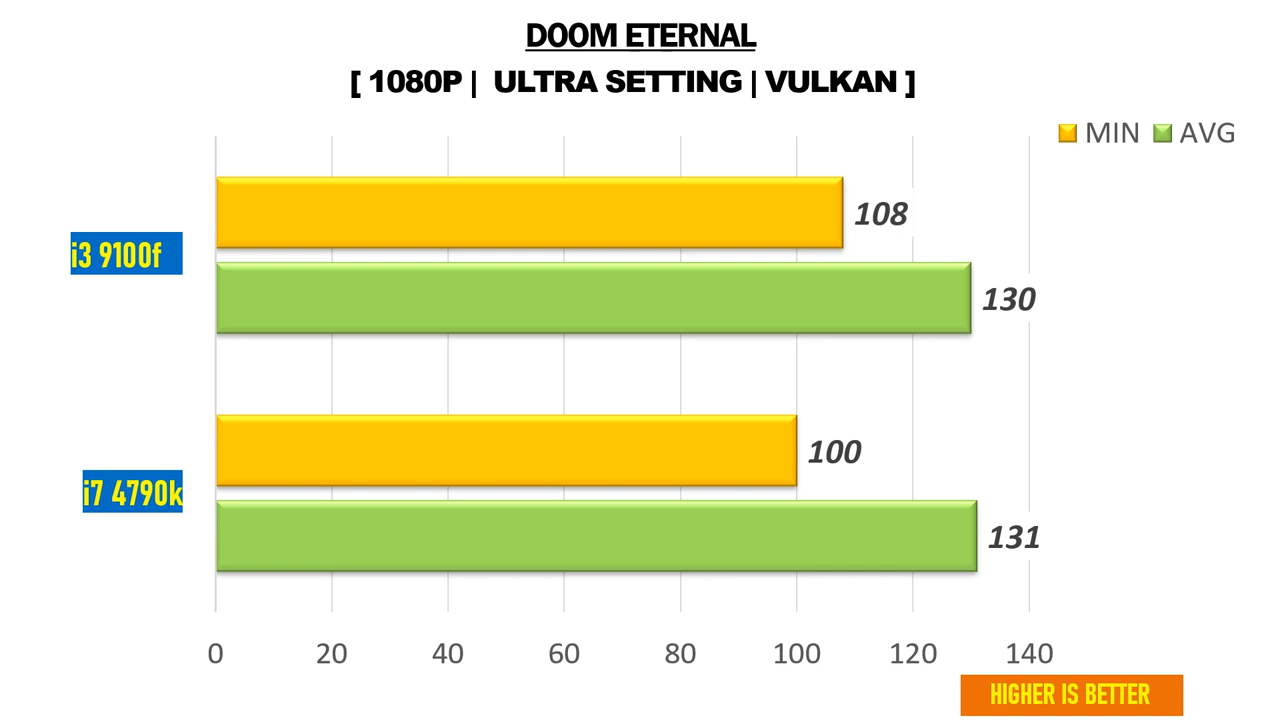 DOOM ETERNAL
[ 1080P | ULTRA SETTING | VULKAN ]
MIN AVG
i3 9100f
108
130
i7 4790k
100
131
0 20 40 60 80 100 120 140
HIGHER IS BETTER